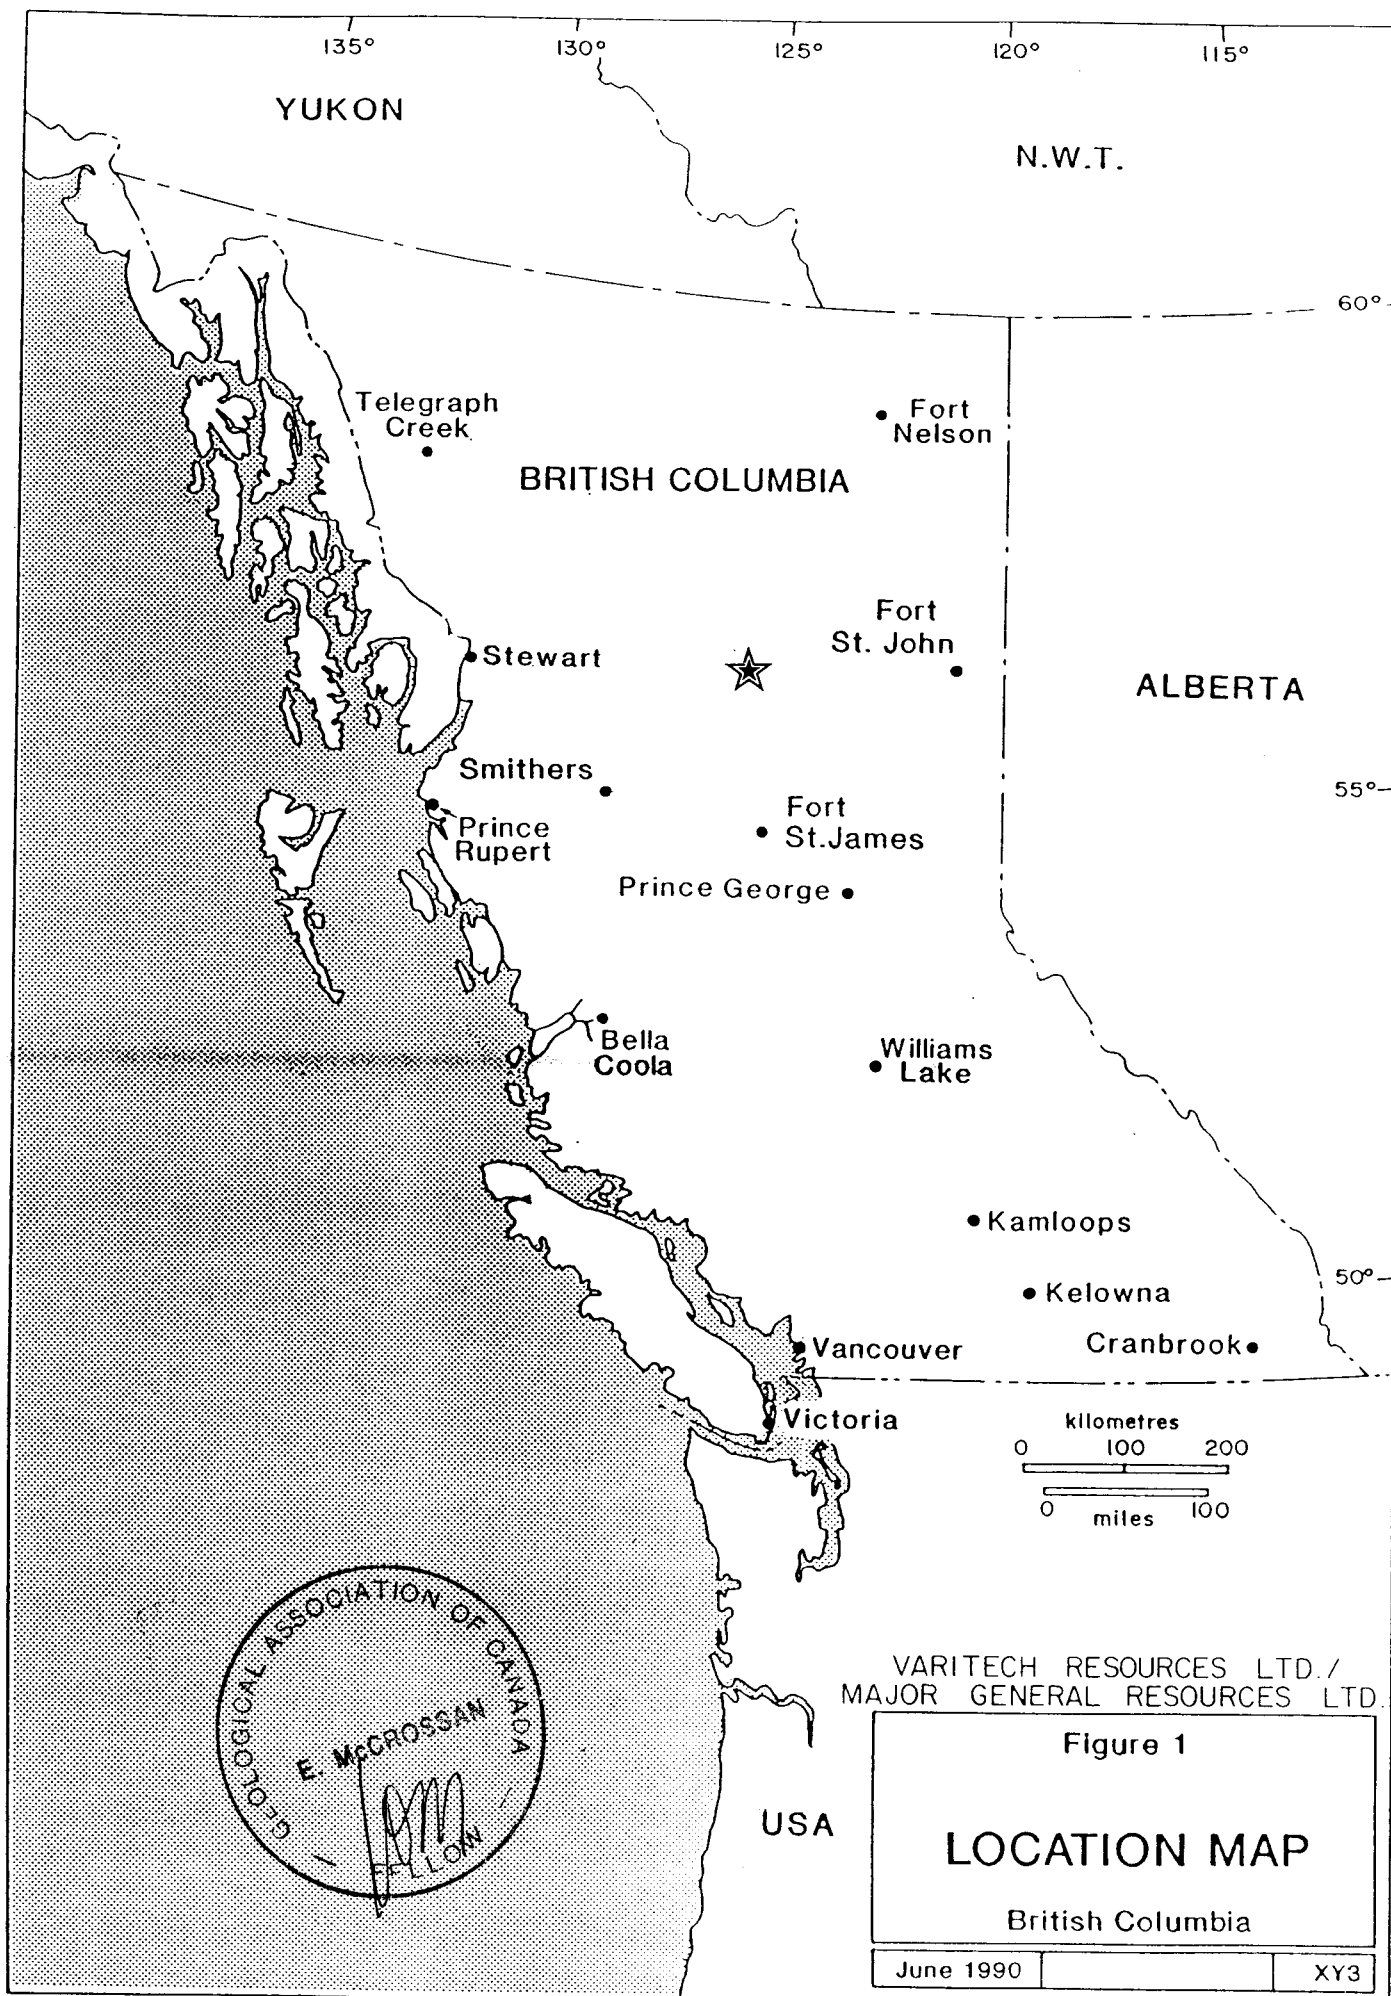 135°
130°
125°
120°
115°
YUKON
N.W.T.
60°
Telegraph
Creek
Fort
Nelson
BRITISH COLUMBIA
Fort
St. John
Stewart
ALBERTA
Smithers
55°
Prince
Rupert
Fort
St.James
Prince George
Bella
Coola
Williams
Lake
Kamloops
50°
Kelowna
Vancouver
Cranbrook
Victoria
kilometres
0 100 200
0 miles 100
GEOLOGICAL ASSOCIATION OF CANADA
E. McCROSSAN
FELLOW
VARITECH RESOURCES LTD./
MAJOR GENERAL RESOURCES LTD.
Figure 1
USA
LOCATION MAP
British Columbia
June 1990
XY3